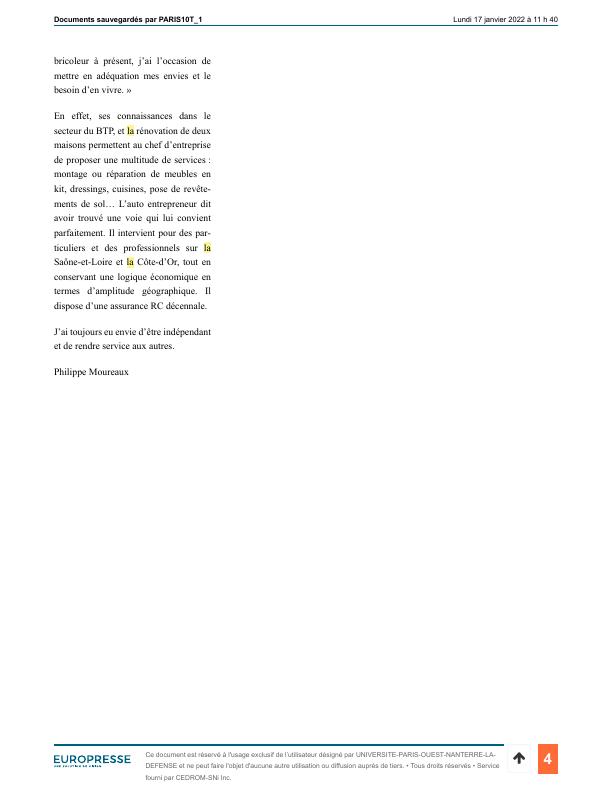 Documents sauvegardés par PARIS10T_1
Lundi 17 janvier 2022 à 11 h 40
bricoleur à présent, j’ai l’occasion de
mettre en adéquation mes envies et le
besoin d’en vivre. »
En effet, ses connaissances dans le
secteur du BTP, et la rénovation de deux
maisons permettent au chef d’entreprise
de proposer une multitude de services :
montage ou réparation de meubles en
kit, dressings, cuisines, pose de revête-
ments de sol… L’auto entrepreneur dit
avoir trouvé une voie qui lui convient
parfaitement. Il intervient pour des par-
ticuliers et des professionnels sur la
Saône-et-Loire et la Côte-d’Or, tout en
conservant une logique économique en
termes d’amplitude géographique. Il
dispose d’une assurance RC décennale.
J’ai toujours eu envie d’être indépendant
et de rendre service aux autres.
Philippe Moureaux
EUROPRESSE
Ce document est réservé à l'usage exclusif de l'utilisateur désigné par UNIVERSITE-PARIS-OUEST-NANTERRE-LA-
DEFENSE et ne peut faire l'objet d'aucune autre utilisation ou diffusion auprès de tiers. • Tous droits réservés • Service
fourni par CEDROM-SNi Inc.
4